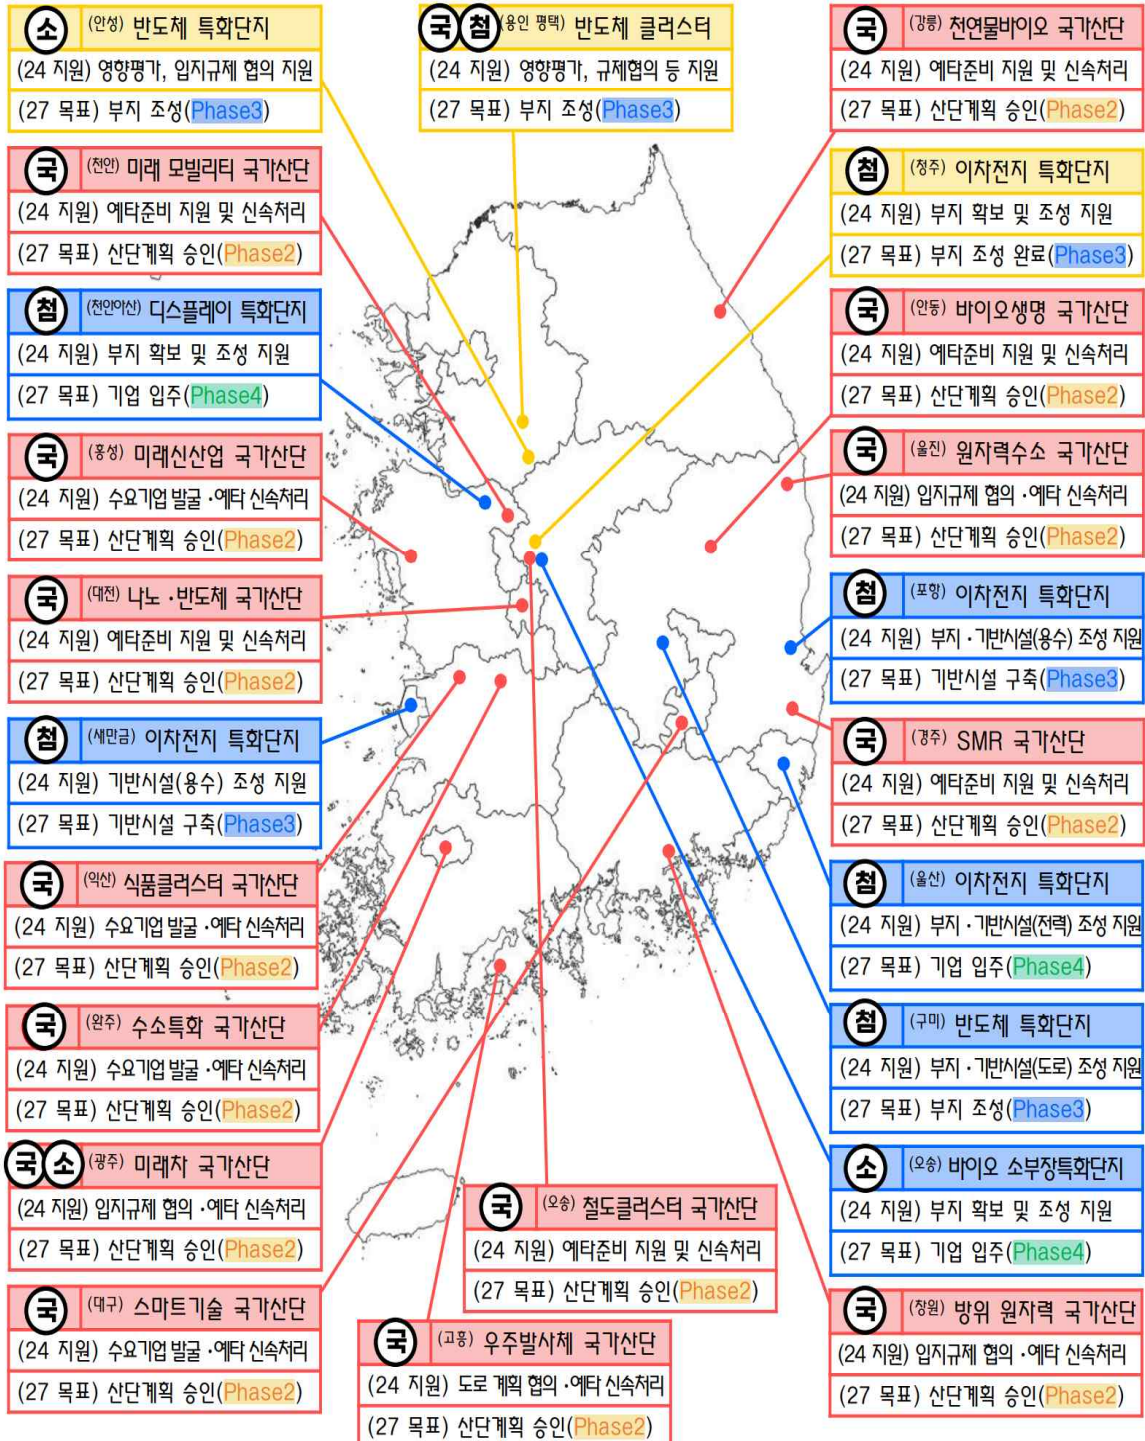 소 (안성) 반도체 특화단지
(24 지원) 영향평가, 입지규제 협의 지원
(27 목표) 부지 조성(Phase3)
국 첨 (용인 평택) 반도체 클러스터
(24 지원) 영향평가, 규제협의 등 지원
(27 목표) 부지 조성(Phase3)
국 (강릉) 천연물바이오 국가산단
(24 지원) 예타준비 지원 및 신속처리
(27 목표) 산단계획 승인(Phase2)
국 (천안) 미래 모빌리티 국가산단
(24 지원) 예타준비 지원 및 신속처리
(27 목표) 산단계획 승인(Phase2)
첨 (청주) 이차전지 특화단지
(24 지원) 부지 확보 및 조성 지원
(27 목표) 부지 조성 완료(Phase3)
첨 (천안아산) 디스플레이 특화단지
(24 지원) 부지 확보 및 조성 지원
(27 목표) 기업 입주(Phase4)
국 (안동) 바이오생명 국가산단
(24 지원) 예타준비 지원 및 신속처리
(27 목표) 산단계획 승인(Phase2)
국 (홍성) 미래신산업 국가산단
(24 지원) 수요기업 발굴 ·예타 신속처리
(27 목표) 산단계획 승인(Phase2)
국 (울진) 원자력수소 국가산단
(24 지원) 입지규제 협의 ·예타 신속처리
(27 목표) 산단계획 승인(Phase2)
국 (대전) 나노 ·반도체 국가산단
(24 지원) 예타준비 지원 및 신속처리
(27 목표) 산단계획 승인(Phase2)
첨 (포항) 이차전지 특화단지
(24 지원) 부지 ·기반시설(용수) 조성 지원
(27 목표) 기반시설 구축(Phase3)
첨 (새만금) 이차전지 특화단지
(24 지원) 기반시설(용수) 조성 지원
(27 목표) 기반시설 구축(Phase3)
국 (경주) SMR 국가산단
(24 지원) 예타준비 지원 및 신속처리
(27 목표) 산단계획 승인(Phase2)
국 (익산) 식품클러스터 국가산단
(24 지원) 수요기업 발굴 ·예타 신속처리
(27 목표) 산단계획 승인(Phase2)
첨 (울산) 이차전지 특화단지
(24 지원) 부지 ·기반시설(전력) 조성 지원
(27 목표) 기업 입주(Phase4)
국 (완주) 수소특화 국가산단
(24 지원) 수요기업 발굴 ·예타 신속처리
(27 목표) 산단계획 승인(Phase2)
첨 (구미) 반도체 특화단지
(24 지원) 부지 ·기반시설(도로) 조성 지원
(27 목표) 부지 조성(Phase3)
국 소 (광주) 미래차 국가산단
(24 지원) 입지규제 협의 ·예타 신속처리
(27 목표) 산단계획 승인(Phase2)
소 (오송) 바이오 소부장특화단지
(24 지원) 부지 확보 및 조성 지원
(27 목표) 기업 입주(Phase4)
국 (오송) 철도클러스터 국가산단
(24 지원) 예타준비 지원 및 신속처리
(27 목표) 산단계획 승인(Phase2)
국 (대구) 스마트기술 국가산단
(24 지원) 수요기업 발굴 ·예타 신속처리
(27 목표) 산단계획 승인(Phase2)
국 (고흥) 우주발사체 국가산단
(24 지원) 도로 계획 협의 ·예타 신속처리
(27 목표) 산단계획 승인(Phase2)
국 (창원) 방위 원자력 국가산단
(24 지원) 입지규제 협의 ·예타 신속처리
(27 목표) 산단계획 승인(Phase2)